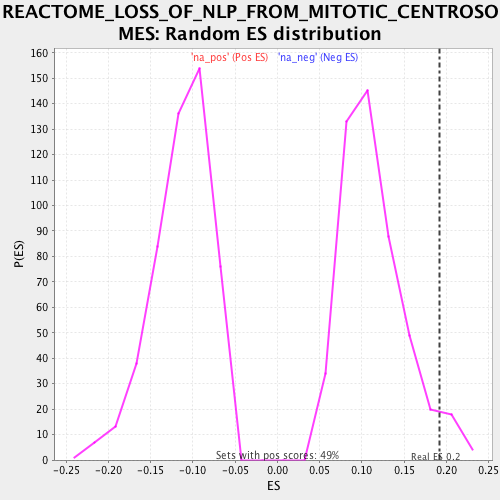 REACTOME_LOSS_OF_NLP_FROM_MITOTIC_CENTROSO
MES: Random ES distribution
'na_pos' (Pos ES) 'na_neg' (Neg ES)
160
150
140
130
120
110
100
90
80
70
60
50
40
30
20
10
0
P(ES)
Sets with pos scores: 49%
Real ES 0.2
-0.25 -0.20 -0.15 -0.10 -0.05 0.00 0.05 0.10 0.15 0.20 0.25
ES